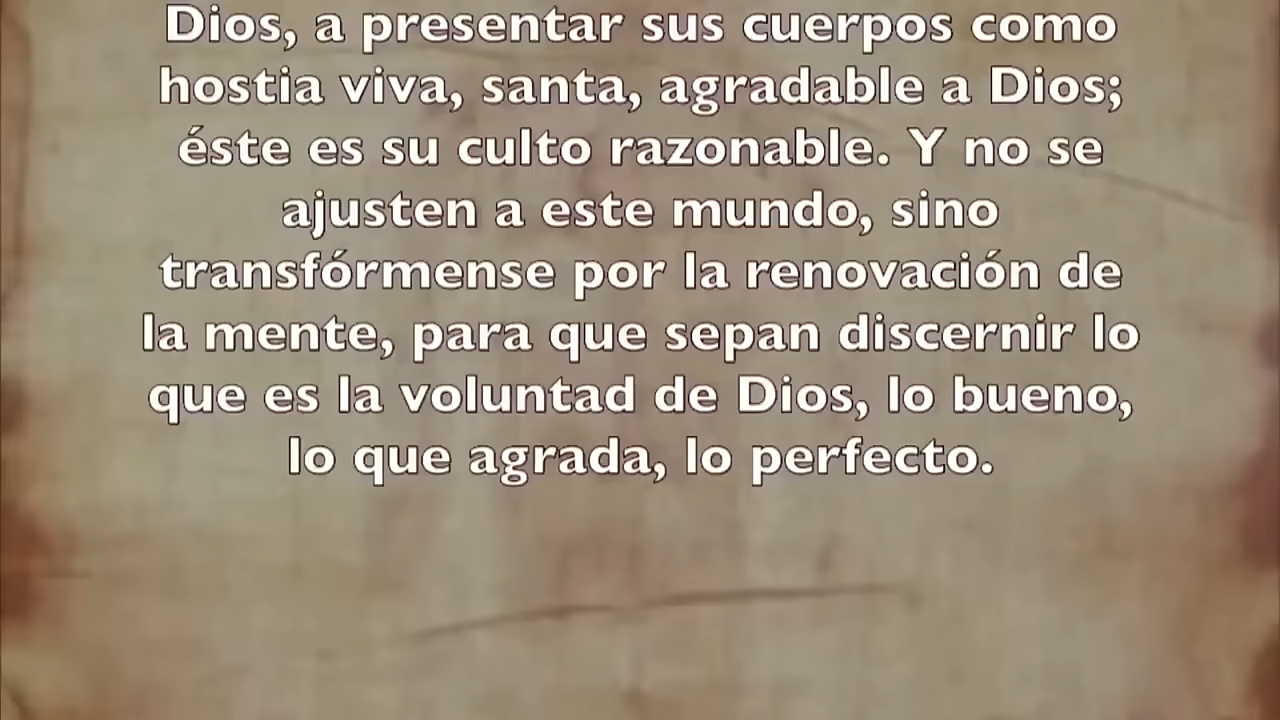 Dios, a presentar sus cuerpos como
hostia viva, santa, agradable a Dios;
éste es su culto razonable. Y no se
ajusten a este mundo, sino
transfórmense por la renovación de
la mente, para que sepan discernir lo
que es la voluntad de Dios, lo bueno,
lo que agrada, lo perfecto.